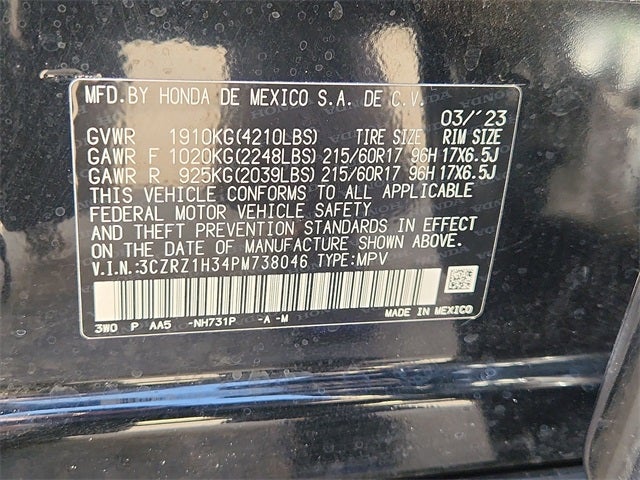 MFD.BY HONDA DE MEXICO S.A. DE C.V.
03/'23
GVWR 1910KG(4210LBS) TIRE SIZE RIM SIZE
GAWR F 1020KG(2248LBS) 215/60R17 96H 17X6.5J
GAWR R 925KG(2039LBS) 215/60R17 96H 17X6.5J
THIS VEHICLE CONFORMS TO ALL APPLICABLE
FEDERAL MOTOR VEHICLE SAFETY
AND THEFT PREVENTION STANDARDS IN EFFECT
ON THE DATE OF MANUFACTURE SHOWN ABOVE.
V.I.N.:3CZRZ1H34PM738046 TYPE:MPV
3W0 P AA5 -NH731P -A -M MADE IN MEXICO